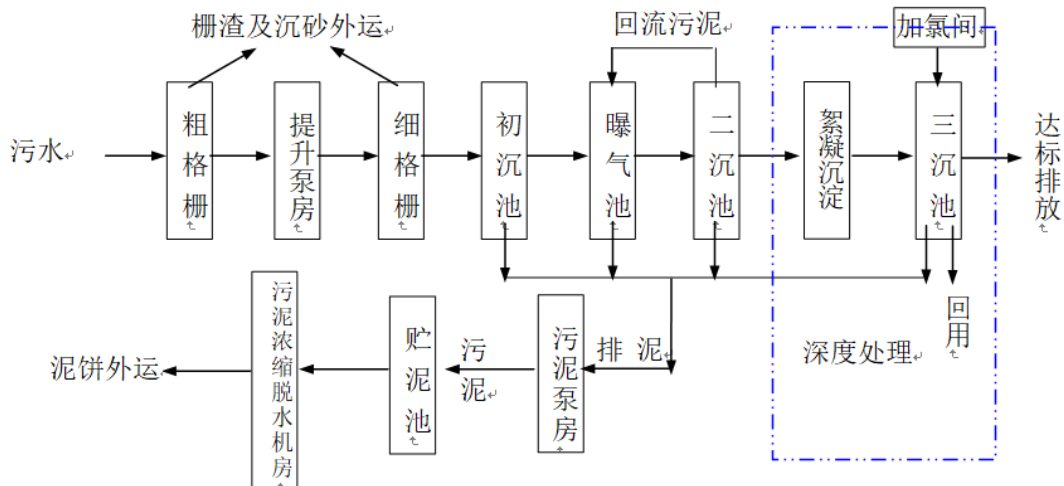 栅渣及沉砂外运
回流污泥
加氯间
污水
粗格栅
提升泵房
细格栅
初沉池
曝气池
二沉池
絮凝沉淀
三沉池
达标排放
泥饼外运
污泥浓缩脱水机房
贮泥池
污泥
污泥泵房
排泥
深度处理
回用